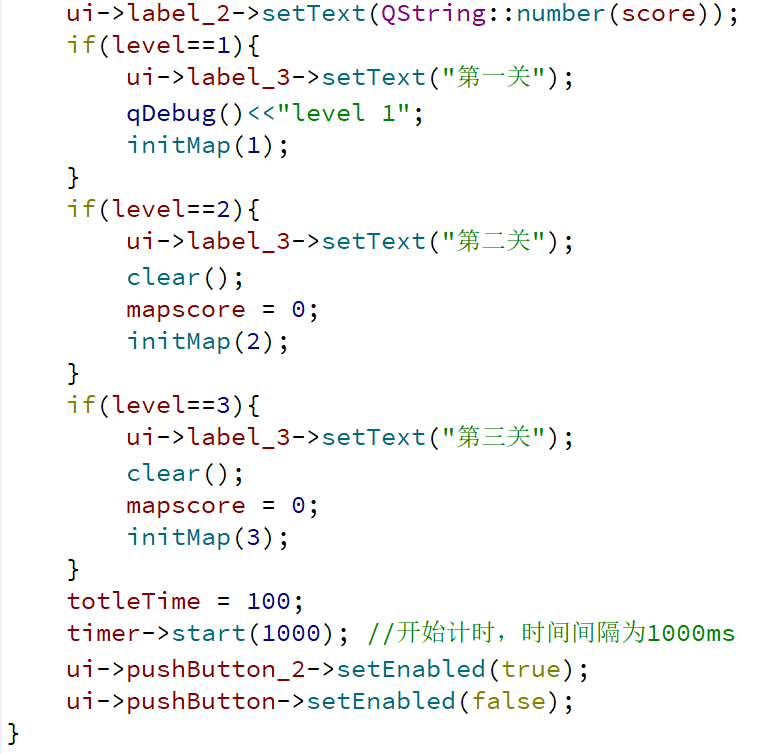 ui->label_2->setText(QString::number(score));
if(level==1){
ui->label_3->setText("第一关");
qDebug()<<"level 1";
initMap(1);
}
if(level==2){
ui->label_3->setText("第二关");
clear();
mapscore = 0;
initMap(2);
}
if(level==3){
ui->label_3->setText("第三关");
clear();
mapscore = 0;
initMap(3);
}
totleTime = 100;
timer->start(1000); //开始计时，时间间隔为1000ms
ui->pushButton_2->setEnabled(true);
ui->pushButton->setEnabled(false);
}